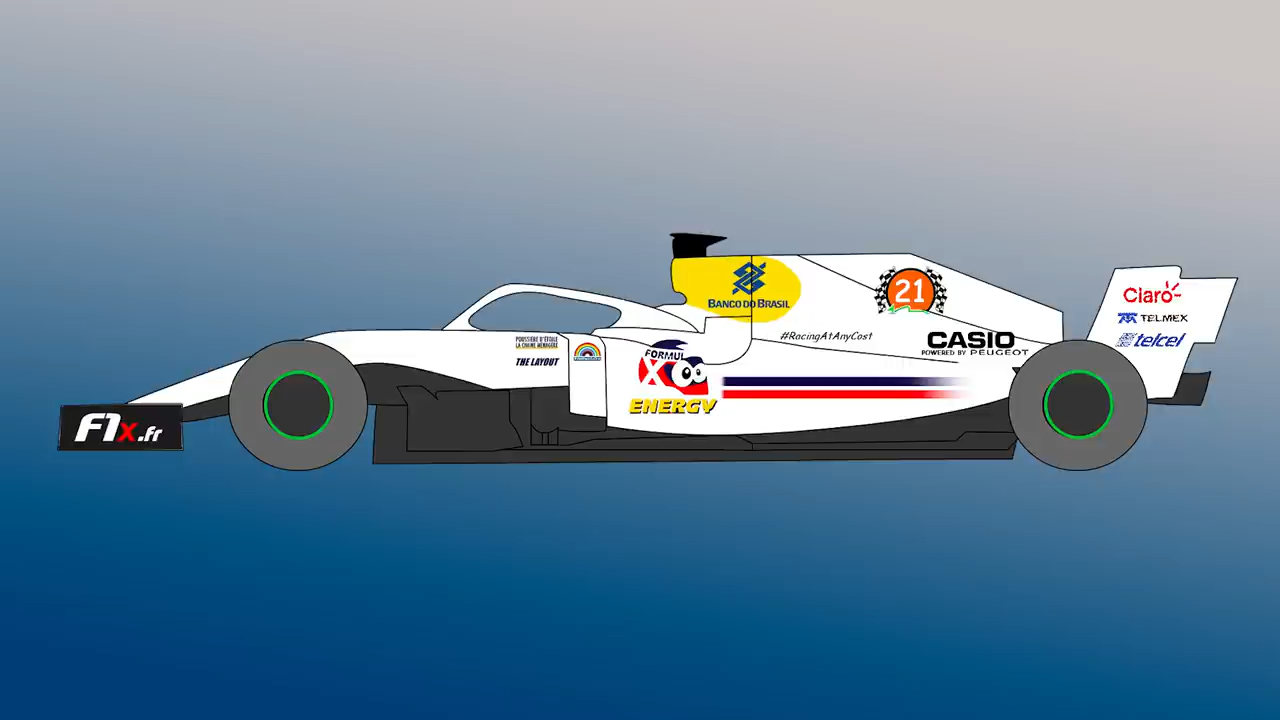 BANCO DO BRASIL
21
Claro-
TELMEX
telcel
#RacingAtAnyCost
CASIO
POWERED BY PEUGEOT
POUSSIÈRE D'ÉTOILE
LA CHAINE MENAGERE
THE LAYOUT
FORMUL
X
ENERGY
F1x.fr